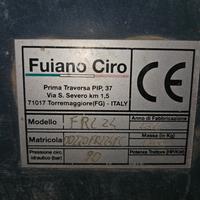 Fuiano Ciro
Prima Traversa PIP, 37
Via S. Severo km 1,5
71017 Torremaggiore(FG) - ITALY
CE
Modello FRL 24 Anno di Fabbricazione
Matricola Massa (in Kg)
Pressione circ. idraulico (bar) 90 Potenza Trattore (HP/KW)